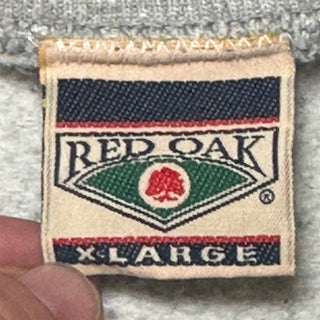 RED OAK
®
X-LARGE